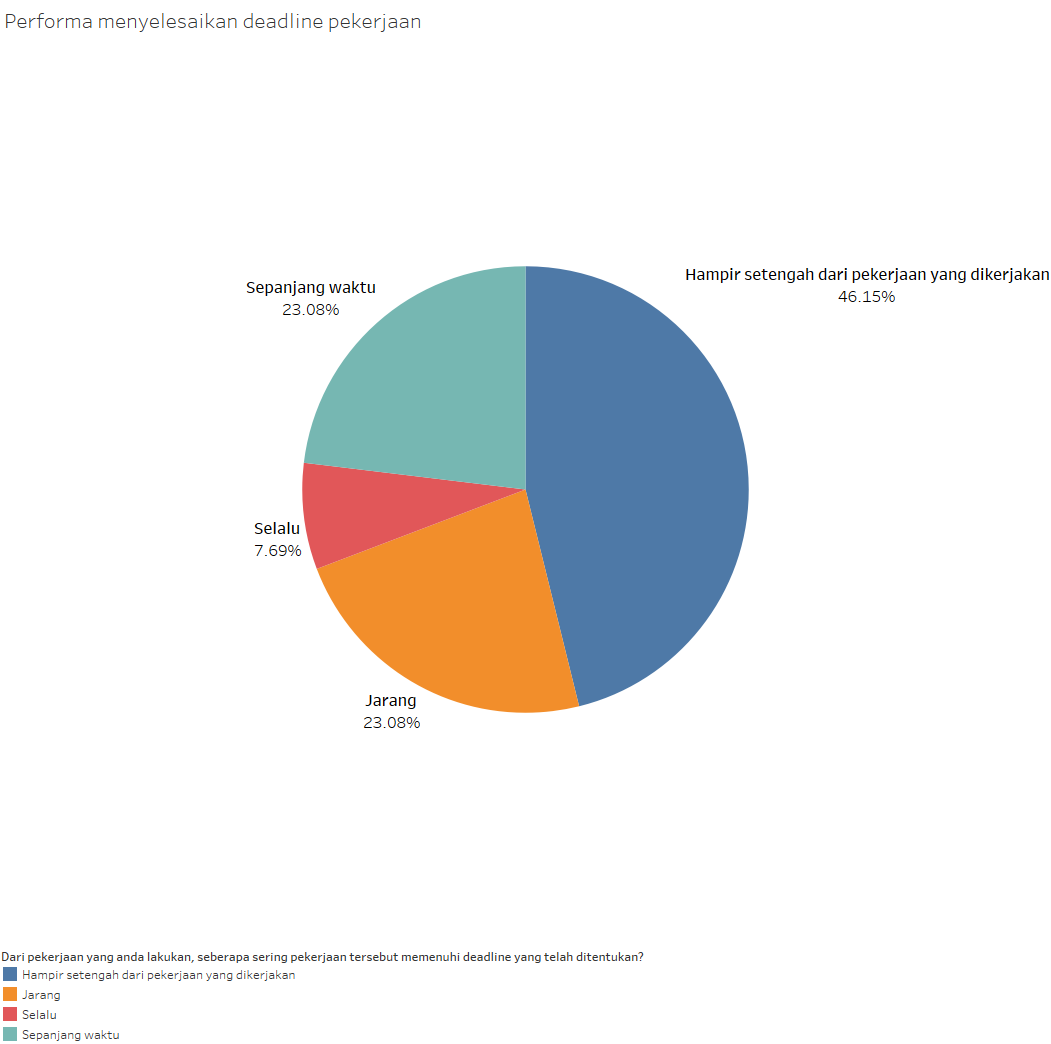 Performa menyelesaikan deadline pekerjaan
Hampir setengah dari pekerjaan yang dikerjakan
46.15%
Sepanjang waktu
23.08%
Selalu
7.69%
Jarang
23.08%
Dari pekerjaan yang anda lakukan, seberapa sering pekerjaan tersebut memenuhi deadline yang telah ditentukan?
Hampir setengah dari pekerjaan yang dikerjakan
Jarang
Selalu
Sepanjang waktu